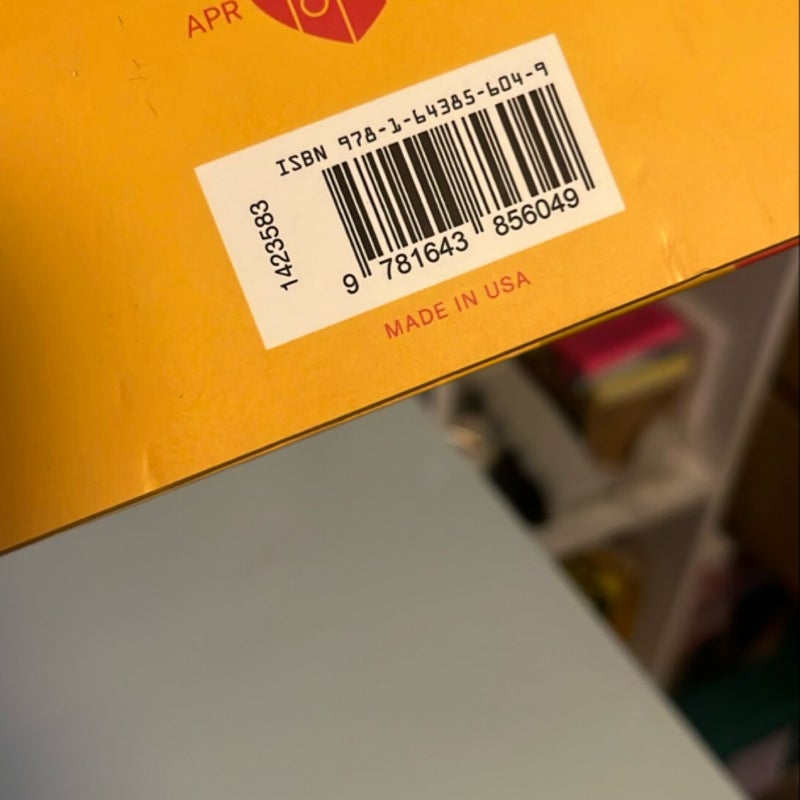 APR
ISBN 978-1-64385-604-9
1423583
9 781643 856049
MADE IN USA